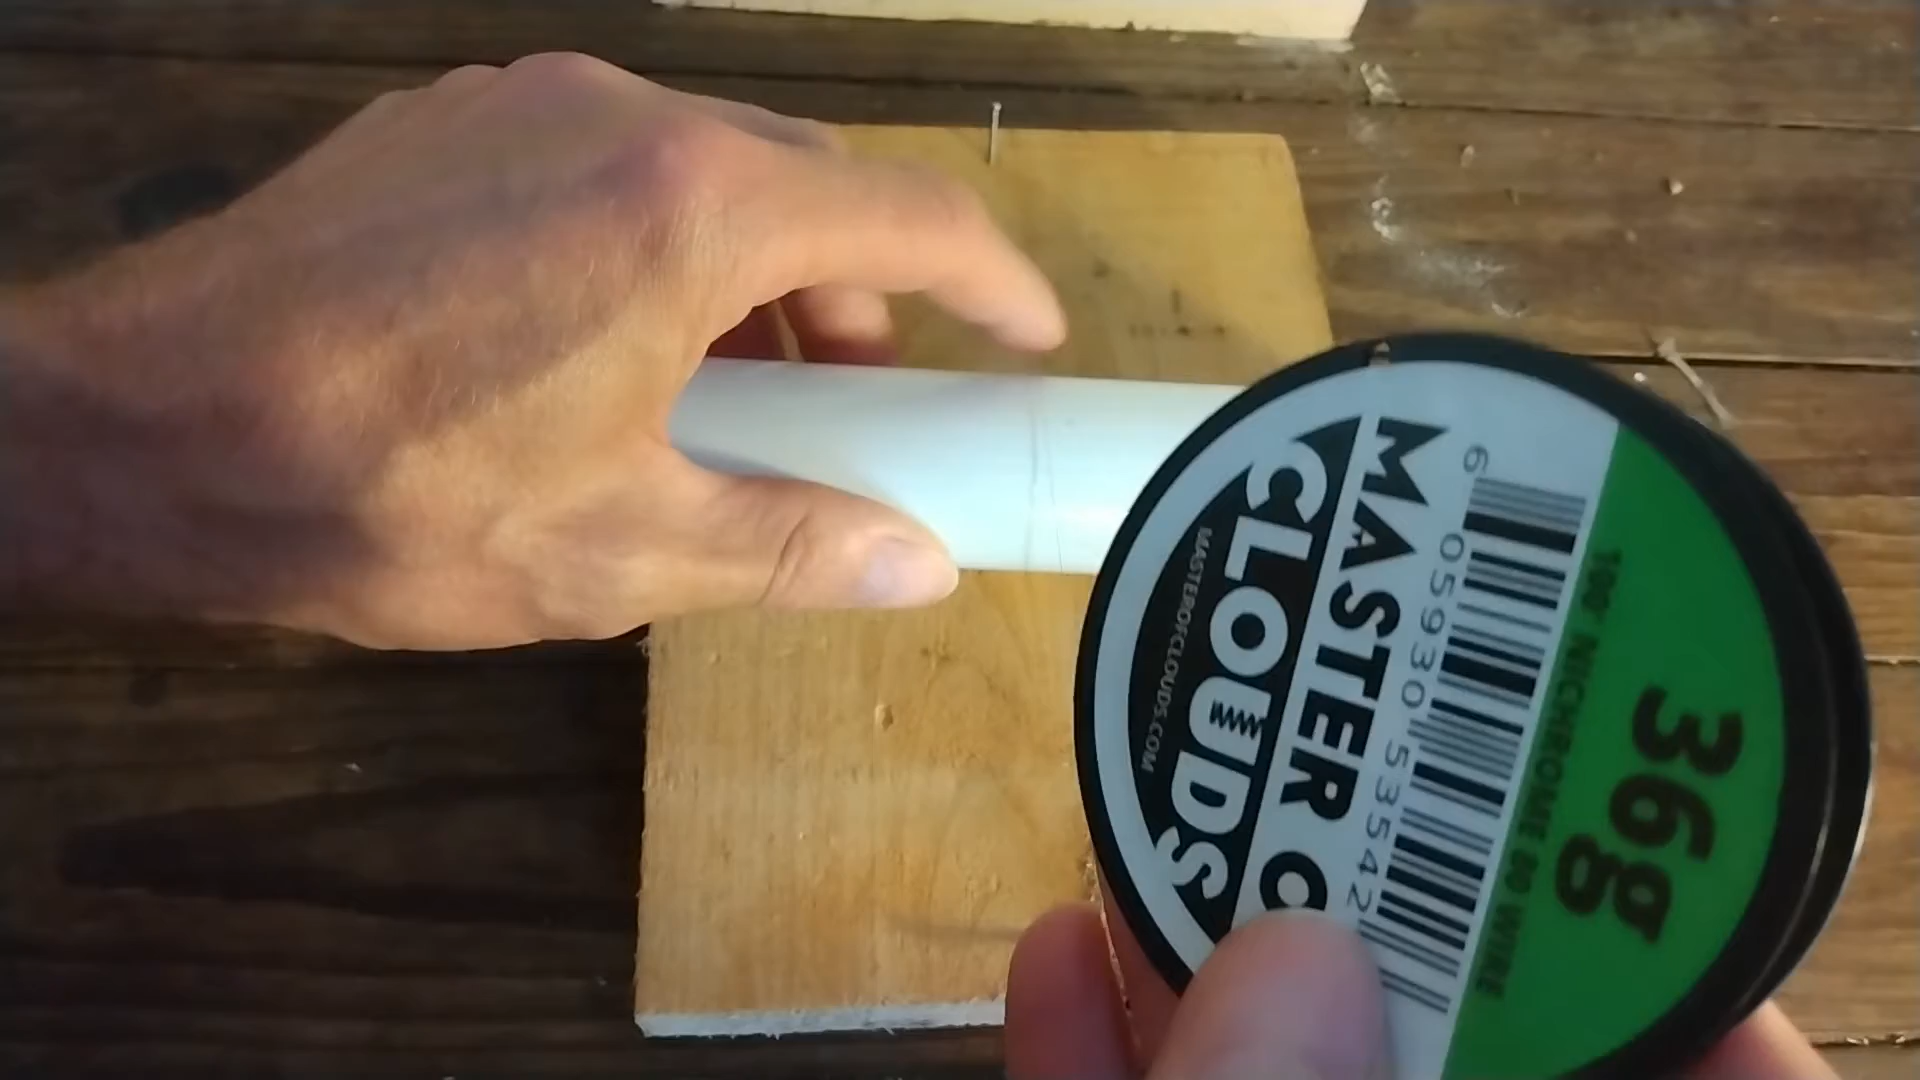 MASTER O
CLOUDS
MASTEROFCLOUDS.COM
6 05930 53542
100' NICHROME 80 WIRE
36g